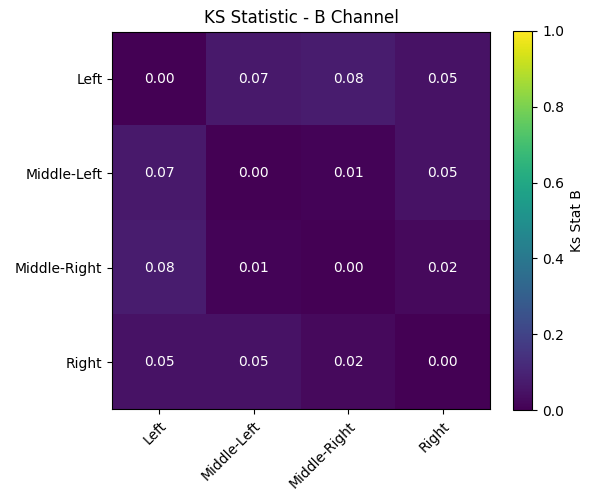 KS Statistic - B Channel
Left 0.00 0.07 0.08 0.05
Middle-Left 0.07 0.00 0.01 0.05
Middle-Right 0.08 0.01 0.00 0.02
Right 0.05 0.05 0.02 0.00
Left Middle-Left Middle-Right Right
1.0
0.8
0.6
0.4
0.2
0.0
Ks Stat B